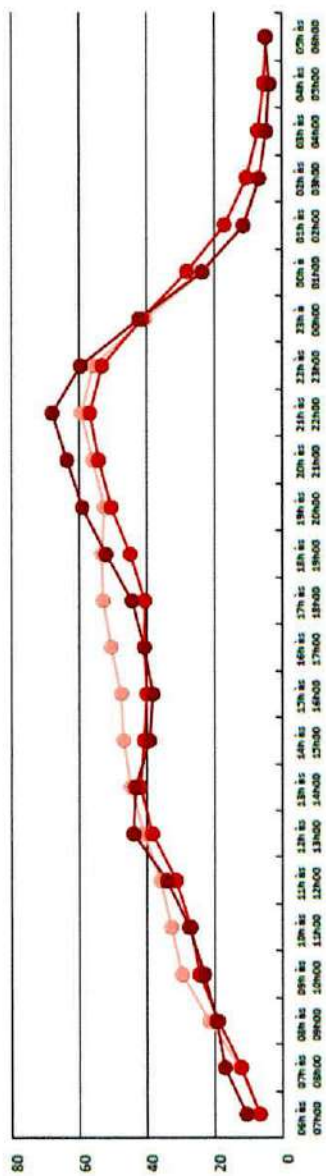 80
60
40
20
0
06h às 07h00
07h às 08h00
08h às 09h00
09h às 10h00
10h às 11h00
11h às 12h00
12h às 13h00
13h às 14h00
14h às 15h00
15h às 16h00
16h às 17h00
17h às 18h00
18h às 19h00
19h às 20h00
20h às 21h00
21h às 22h00
22h às 23h00
23h às 00h00
00h às 01h00
01h às 02h00
02h às 03h00
03h às 04h00
04h às 05h00
05h às 06h00